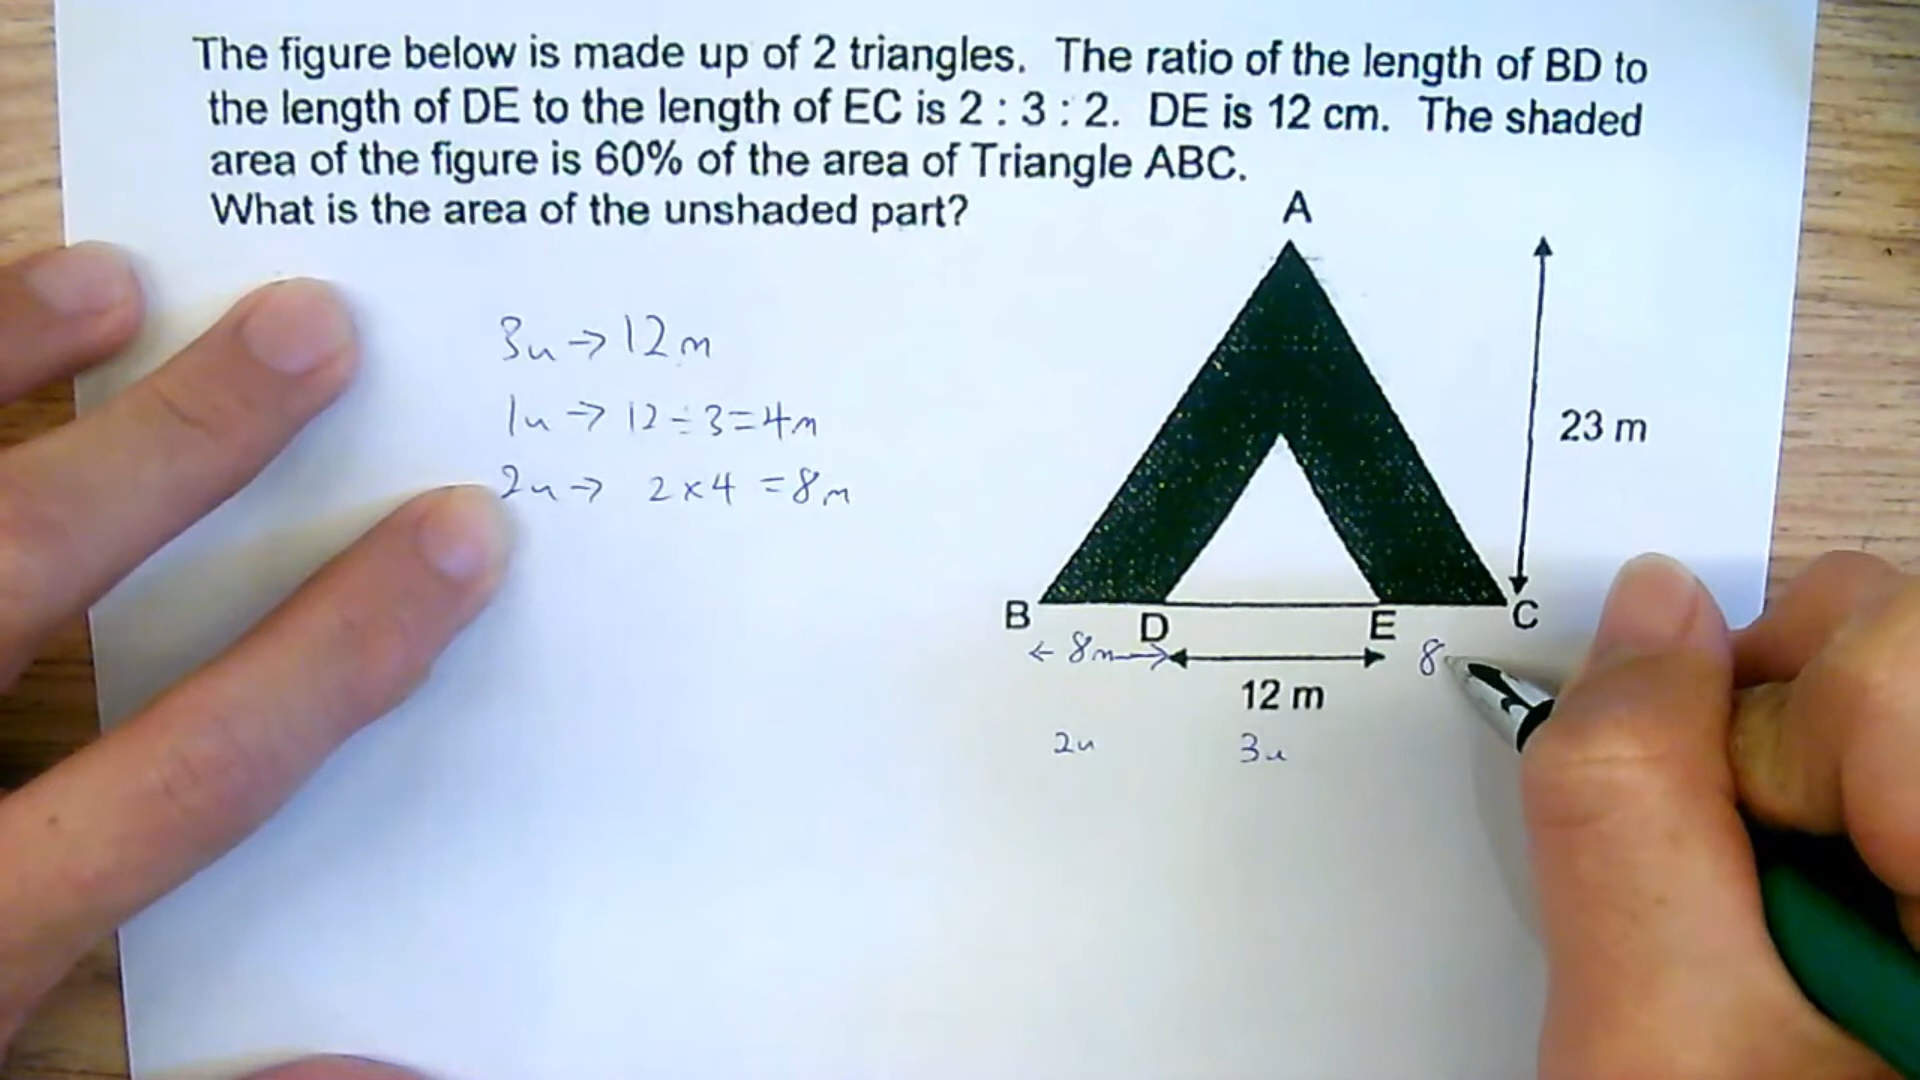 The figure below is made up of 2 triangles. The ratio of the length of BD to
the length of DE to the length of EC is 2 : 3 : 2. DE is 12 cm. The shaded
area of the figure is 60% of the area of Triangle ABC.
What is the area of the unshaded part?
A
3u → 12m
1u → 12 ÷ 3 = 4m
23 m
2u → 2 × 4 = 8m
B D E C
← 8m → 8
12 m
2u 3u